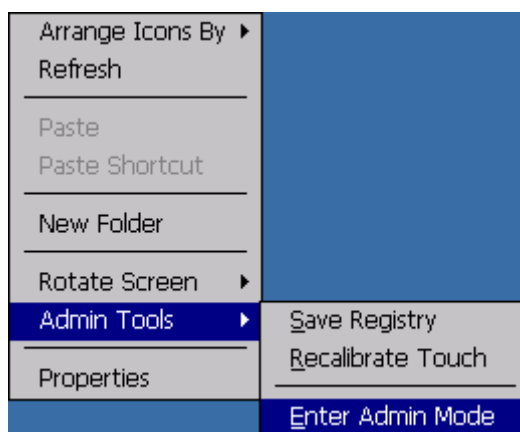 Arrange Icons By
Refresh
Paste
Paste Shortcut
New Folder
Rotate Screen
Admin Tools
Save Registry
Recalibrate Touch
Properties
Enter Admin Mode